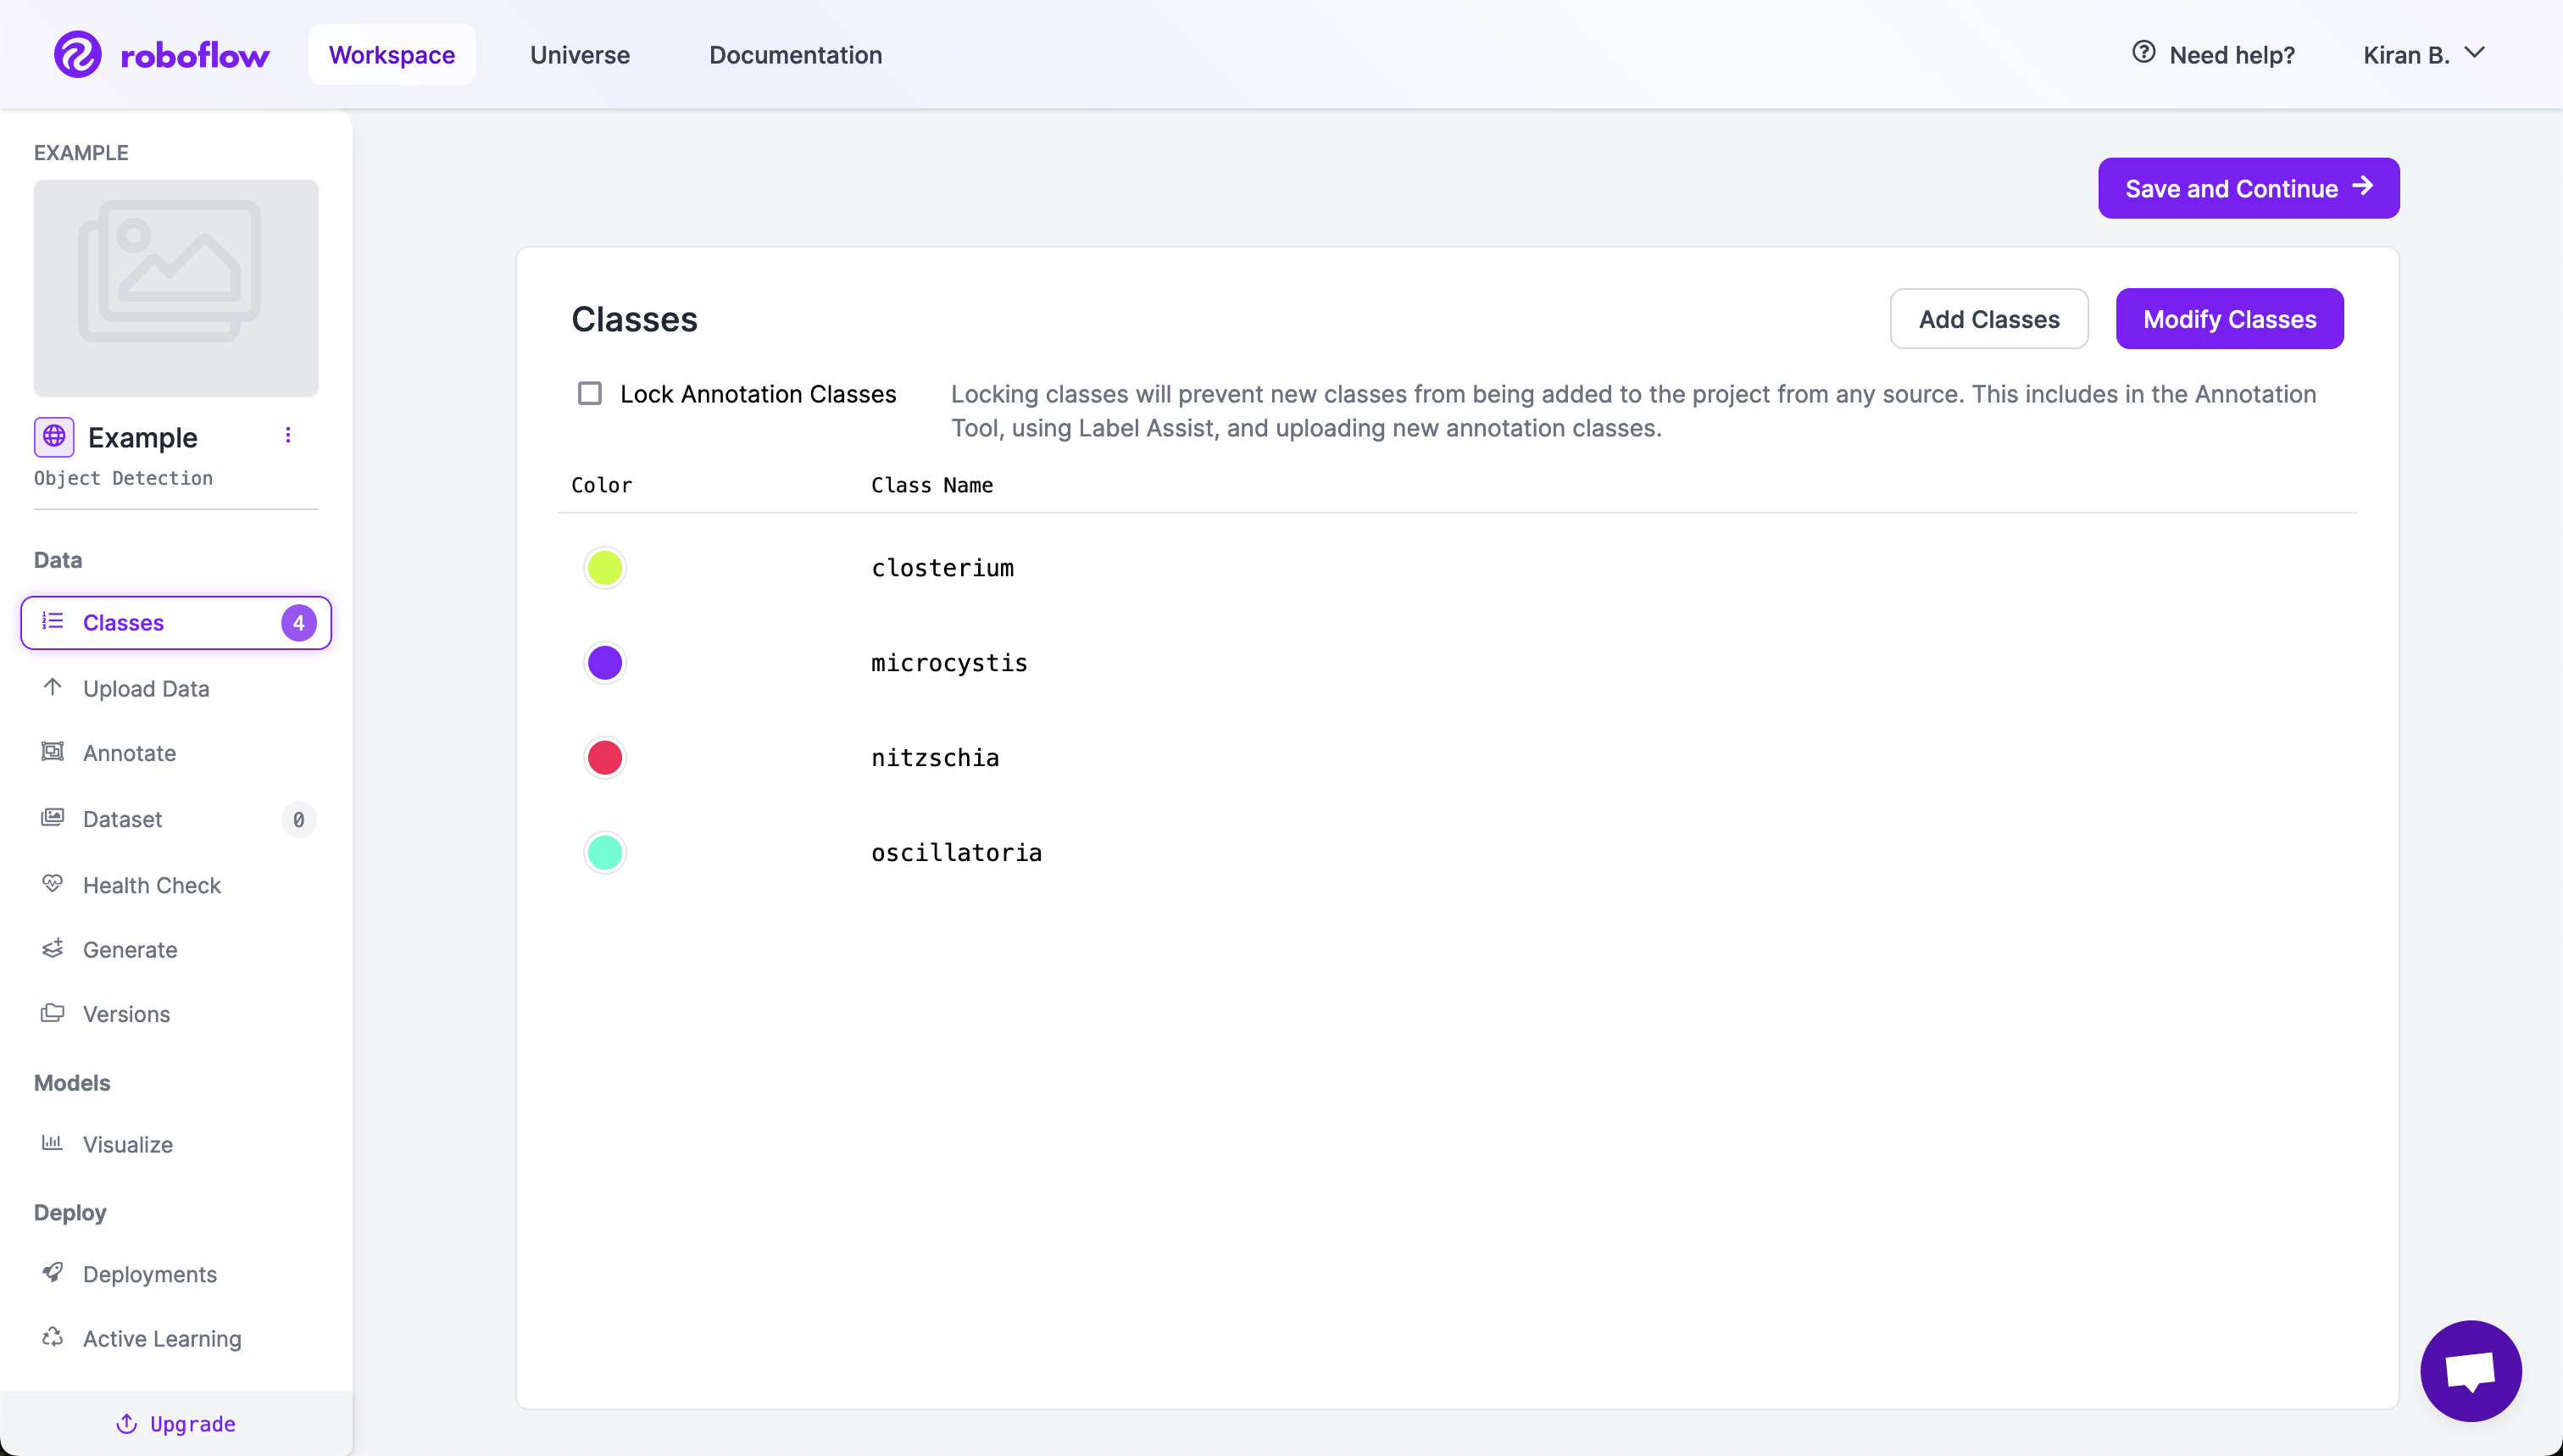 roboflow
Workspace
Universe
Documentation
Need help?
Kiran B.
EXAMPLE
Example
Object Detection
Data
Classes 4
Upload Data
Annotate
Dataset 0
Health Check
Generate
Versions
Models
Visualize
Deploy
Deployments
Active Learning
Upgrade
Save and Continue
Classes
Add Classes
Modify Classes
Lock Annotation Classes
Locking classes will prevent new classes from being added to the project from any source. This includes in the Annotation
Tool, using Label Assist, and uploading new annotation classes.
Color Class Name
closterium
microcystis
nitzschia
oscillatoria